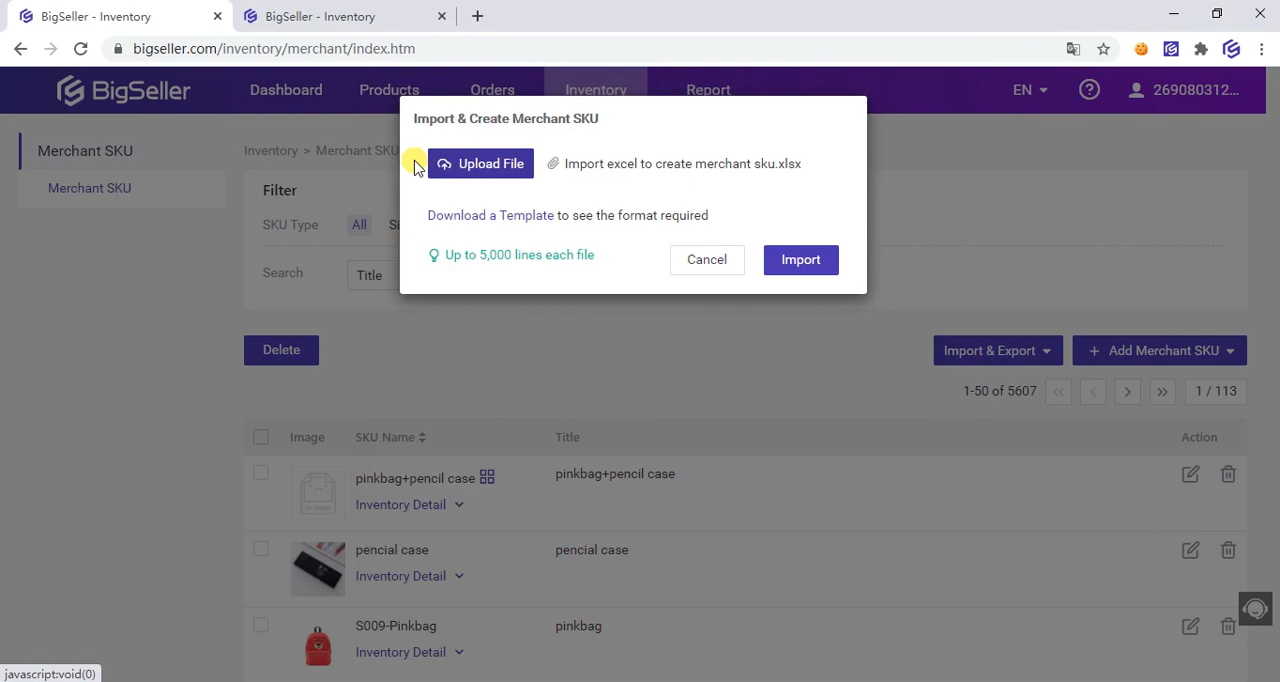 BigSeller - Inventory
BigSeller - Inventory
bigseller.com/inventory/merchant/index.htm
BigSeller Dashboard Products Orders Inventory Report EN 269080312...
Merchant SKU
Merchant SKU
Inventory > Merchant SKU
Filter
SKU Type All Si
Search Title
Import & Create Merchant SKU
Upload File Import excel to create merchant sku.xlsx
Download a Template to see the format required
Up to 5,000 lines each file Cancel Import
Delete Import & Export + Add Merchant SKU
1-50 of 5607 1 / 113
Image SKU Name Title Action
pinkbag+pencil case pinkbag+pencil case
Inventory Detail
pencial case pencial case
Inventory Detail
S009-Pinkbag pinkbag
Inventory Detail
javascript:void(0)